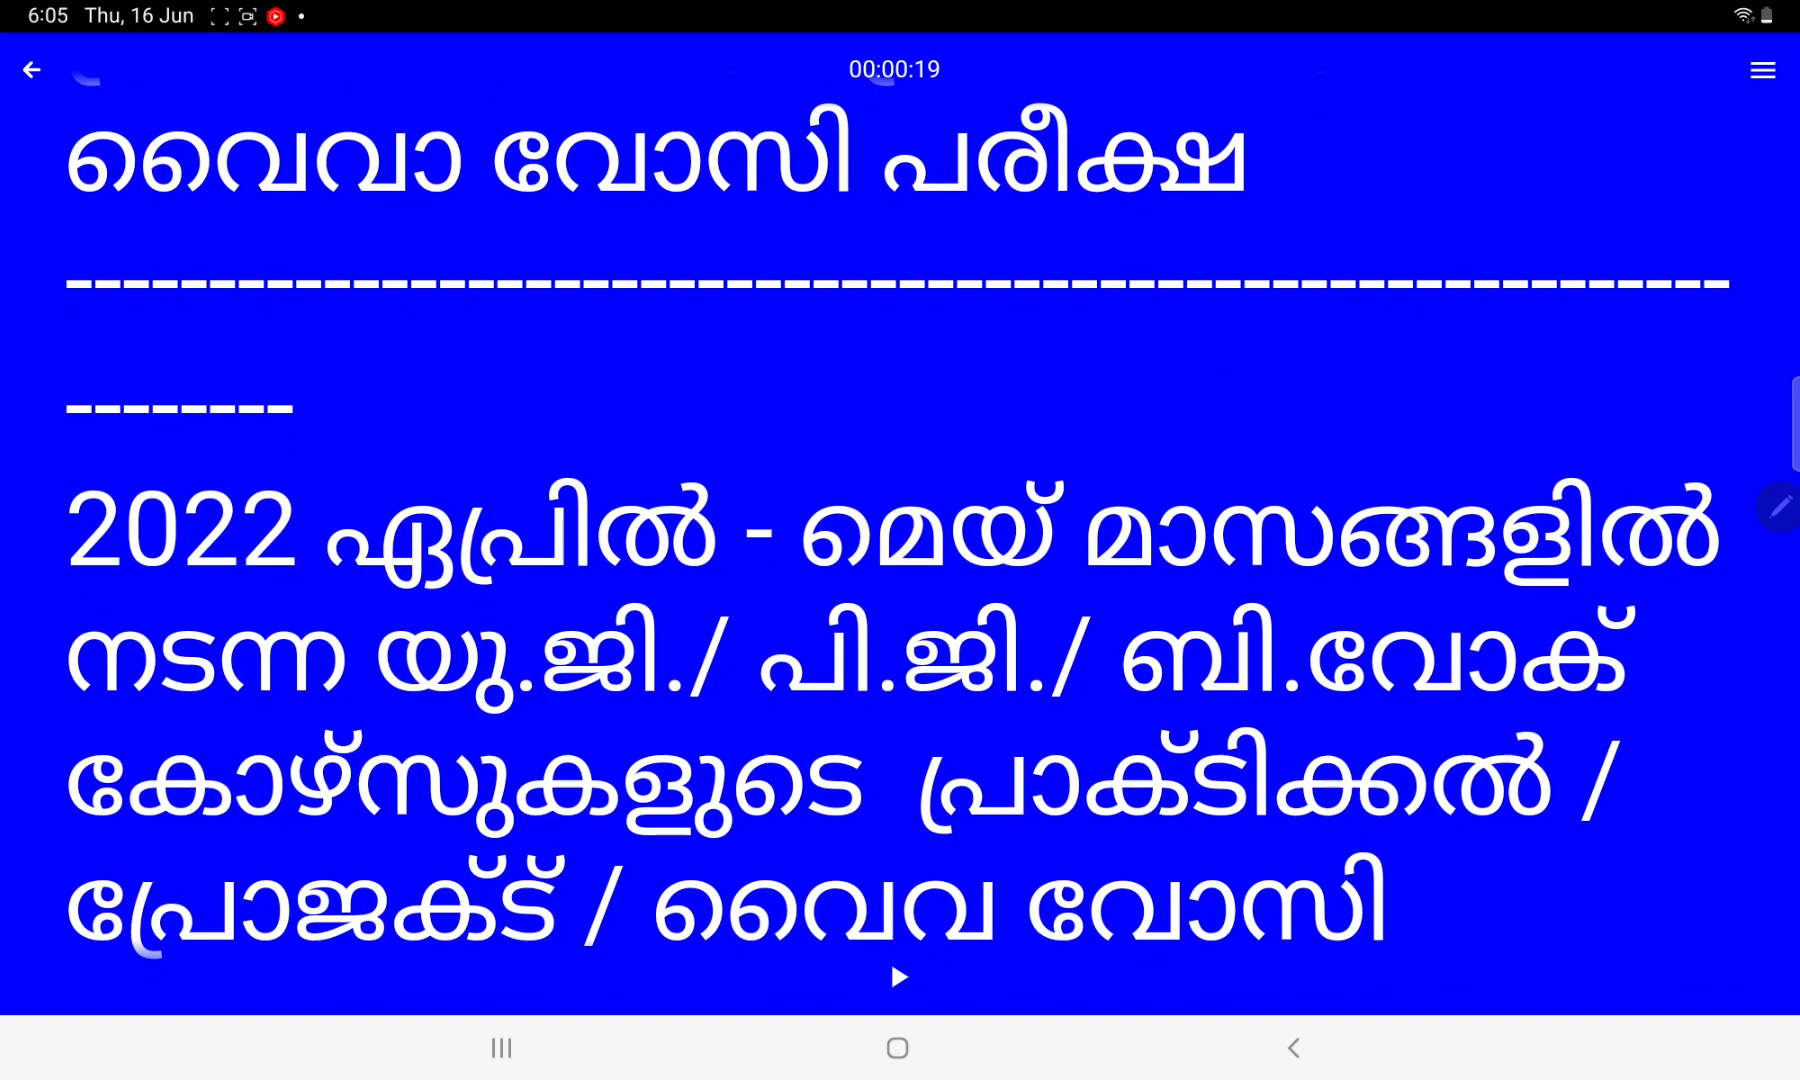 6:05 Thu, 16 Jun
00:00:19
വൈവാ വോസി പരീക്ഷ
----------------------------------------------------------
--------
2022 ഏപ്രിൽ - മെയ് മാസങ്ങളിൽ
നടന്ന യു.ജി./ പി.ജി./ ബി.വോക്
കോഴ്സുകളുടെ പ്രാക്ടിക്കൽ /
പ്രോജക്ട് / വൈവ വോസി